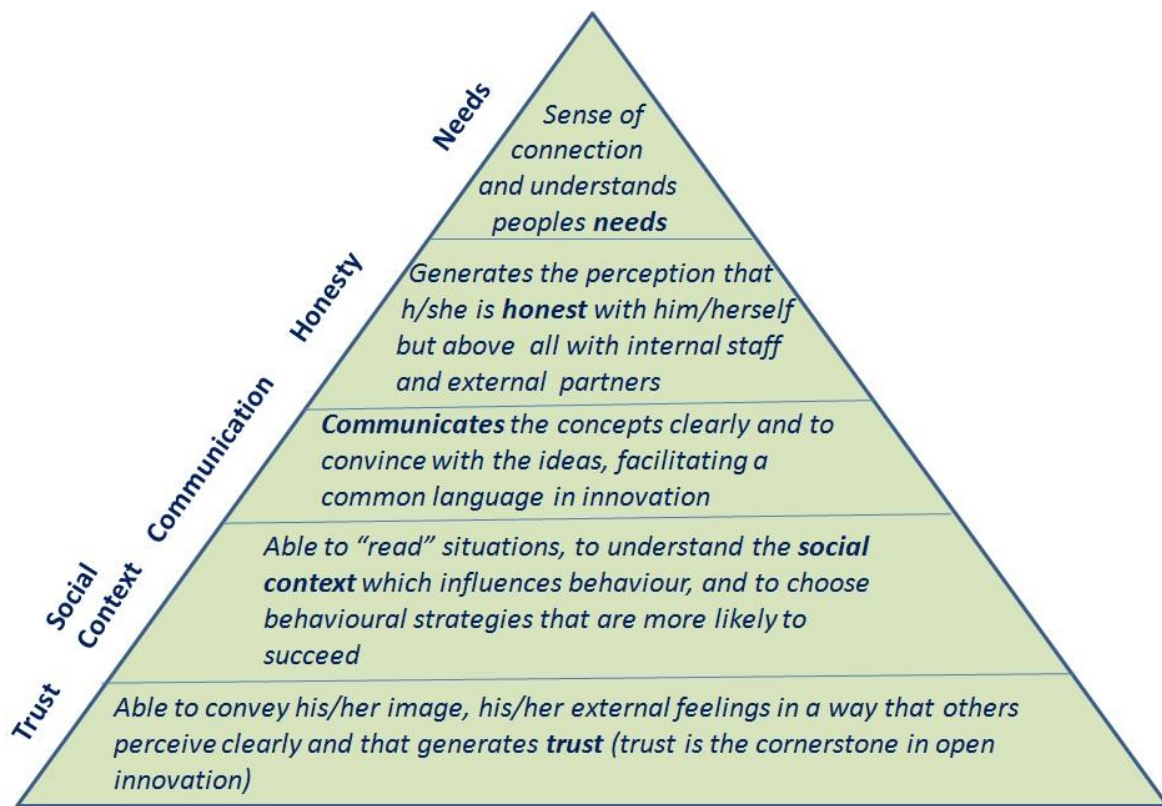 Needs
Sense of
connection
and understands
peoples needs
Honesty
Generates the perception that
h/she is honest with him/herself
but above all with internal staff
and external partners
Communication
Communicates the concepts clearly and to
convince with the ideas, facilitating a
common language in innovation
Social
Context
Able to “read” situations, to understand the social
context which influences behaviour, and to choose
behavioural strategies that are more likely to
succeed
Trust
Able to convey his/her image, his/her external feelings in a way that others
perceive clearly and that generates trust (trust is the cornerstone in open
innovation)